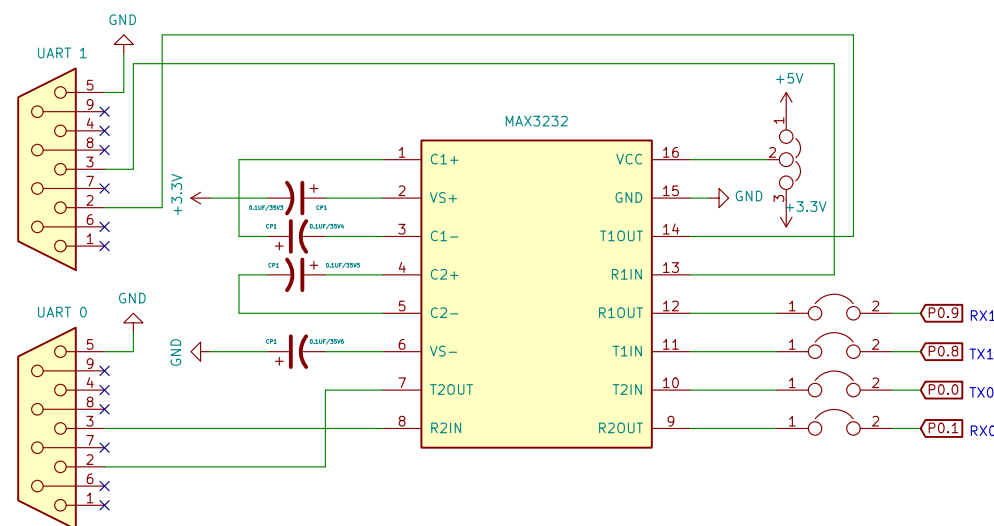 GND
UART 1
5
9
4
8
3
7
2
6
1
+5V
1
2
3
+3.3V
MAX3232
1 C1+
2 VS+
3 C1-
4 C2+
5 C2-
6 VS-
7 T2OUT
8 R2IN
VCC 16
GND 15
T1OUT 14
R1IN 13
R1OUT 12
T1IN 11
T2IN 10
R2OUT 9
GND
+3.3V
0.1UF/35V3
+
CP1
CP1
+
0.1UF/35V4
CP1
+
0.1UF/35V5
CP1
+
0.1UF/35V6
GND
1 2 P0.9 RX1
1 2 P0.8 TX1
1 2 P0.0 TX0
1 2 P0.1 RX0
GND
UART 0
5
9
4
8
3
7
2
6
1